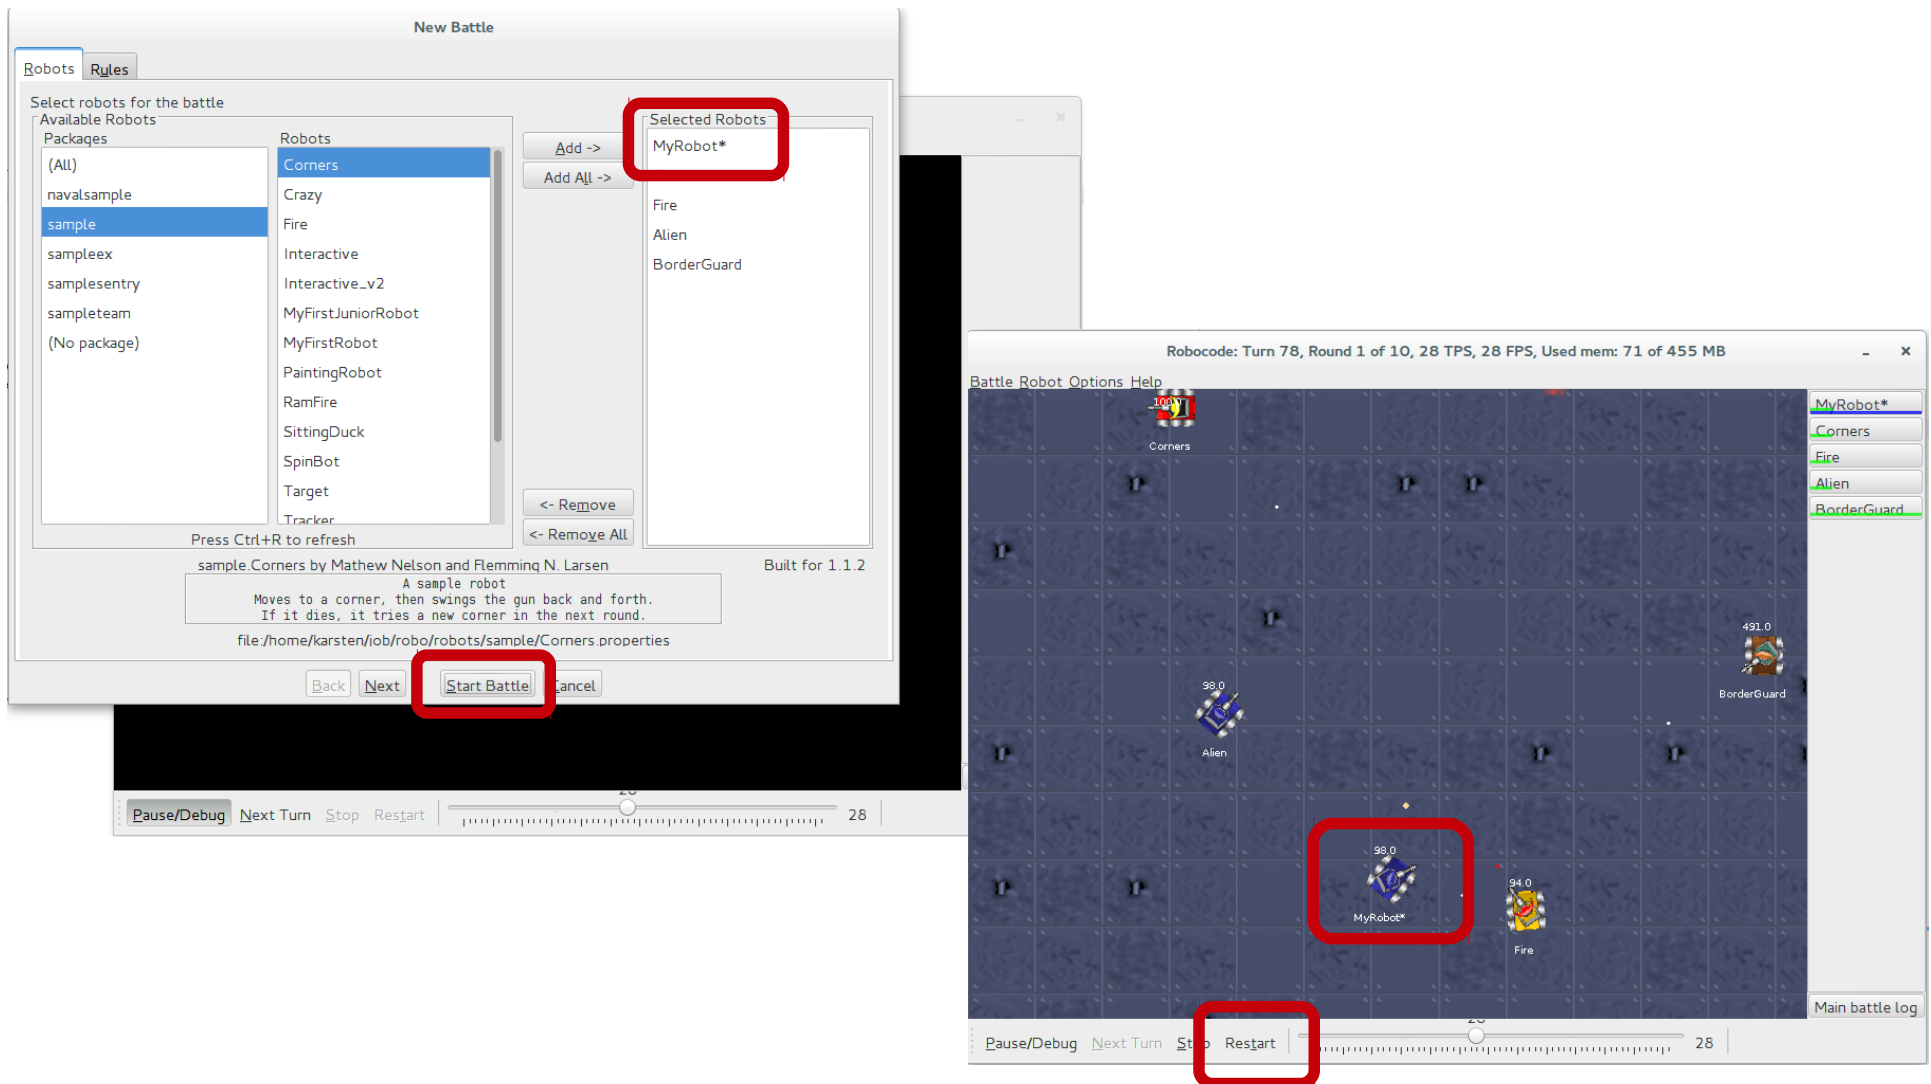 New Battle
Robots Rules
Select robots for the battle
Available Robots
Packages
(All)
navalsample
sample
sampleex
samplesentry
sampleteam
(No package)
Robots
Corners
Crazy
Fire
Interactive
Interactive_v2
MyFirstJuniorRobot
MyFirstRobot
PaintingRobot
RamFire
SittingDuck
SpinBot
Target
Tracker
Press Ctrl+R to refresh
Add ->
Add All ->
<- Remove
<- Remove All
Selected Robots
MyRobot*
Fire
Alien
BorderGuard
sample.Corners by Mathew Nelson and Flemming N. Larsen
Built for 1.1.2
A sample robot
Moves to a corner, then swings the gun back and forth.
If it dies, it tries a new corner in the next round.
file:/home/karsten/job/robo/robots/sample/Corners.properties
Back Next Start Battle Cancel
Pause/Debug Next Turn Stop Restart 28
Robocode: Turn 78, Round 1 of 10, 28 TPS, 28 FPS, Used mem: 71 of 455 MB
Battle Robot Options Help
Corners
491.0
BorderGuard
98.0
Alien
98.0
MyRobot*
94.0
Fire
MyRobot*
Corners
Fire
Alien
BorderGuard
Main battle log
Pause/Debug Next Turn Stop Restart 28